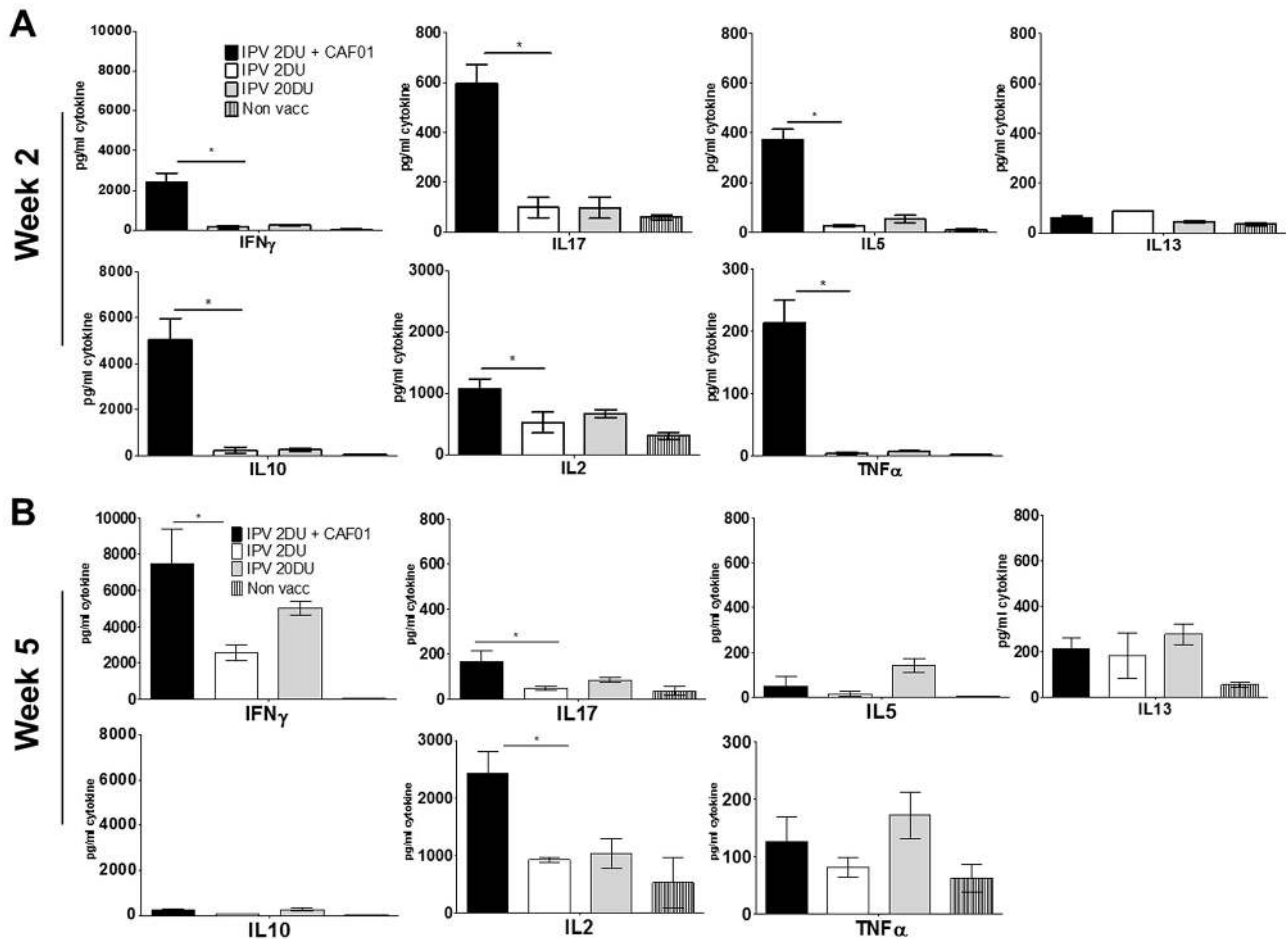 A
Week 2
pg/ml cytokine
10000
8000
6000
4000
2000
0
IPV 2DU + CAF01
IPV 2DU
IPV 20DU
Non vacc
*
IFNγ
pg/ml cytokine
800
600
400
200
0
*
IL17
pg/ml cytokine
800
600
400
200
0
*
IL5
pg/ml cytokine
800
600
400
200
0
IL13
pg/ml cytokine
8000
6000
4000
2000
0
*
IL10
pg/ml cytokine
3000
2000
1000
0
*
IL2
pg/ml cytokine
300
200
100
0
*
TNFα
B
Week 5
pg/ml cytokine
10000
8000
6000
4000
2000
0
*
IPV 2DU + CAF01
IPV 2DU
IPV 20DU
Non vacc
IFNγ
pg/ml cytokine
800
600
400
200
0
*
IL17
pg/ml cytokine
800
600
400
200
0
IL5
pg/ml cytokine
800
600
400
200
0
IL13
pg/ml cytokine
8000
6000
4000
2000
0
IL10
pg/ml cytokine
3000
2000
1000
0
*
IL2
pg/ml cytokine
300
200
100
0
TNFα